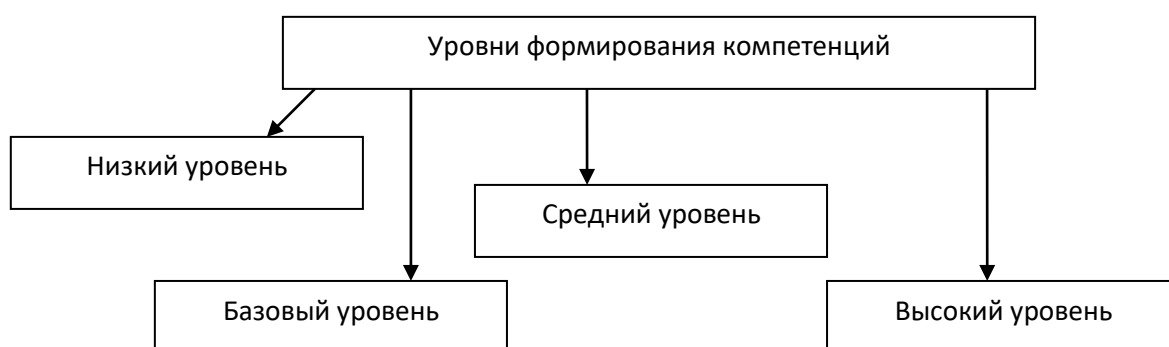 Уровни формирования компетенций
Низкий уровень
Средний уровень
Базовый уровень
Высокий уровень